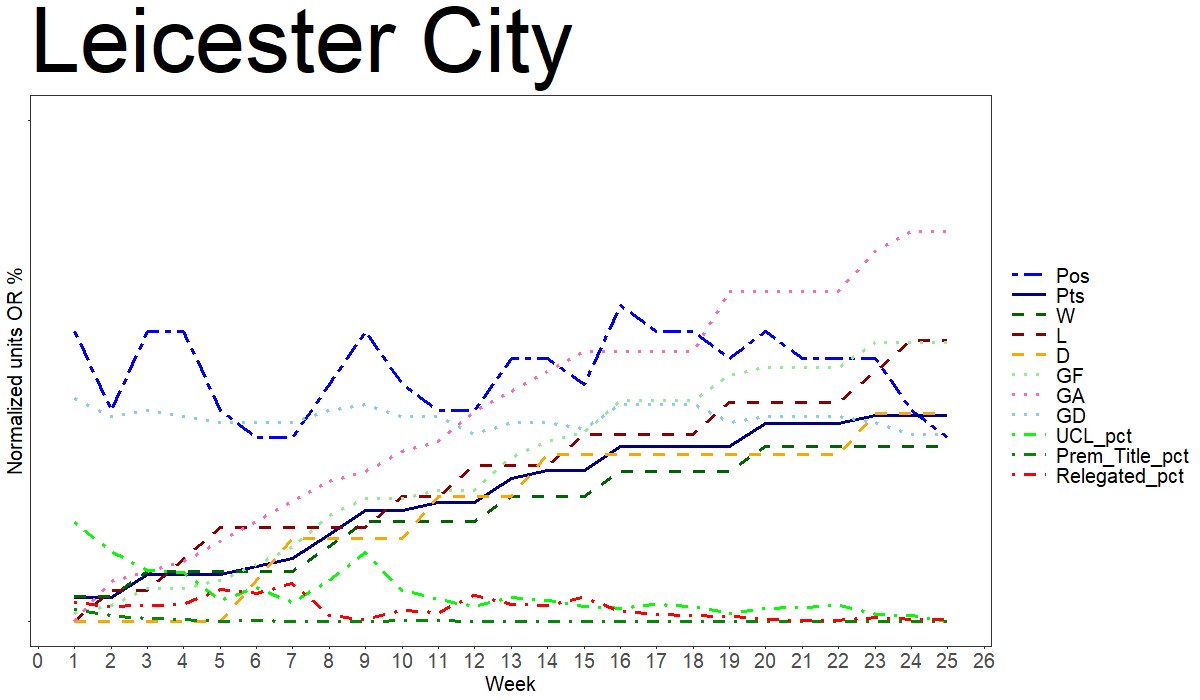 Leicester City
Normalized units OR %
0 1 2 3 4 5 6 7 8 9 10 11 12 13 14 15 16 17 18 19 20 21 22 23 24 25 26
Week
Pos
Pts
W
L
D
GF
GA
GD
UCL_pct
Prem_Title_pct
Relegated_pct